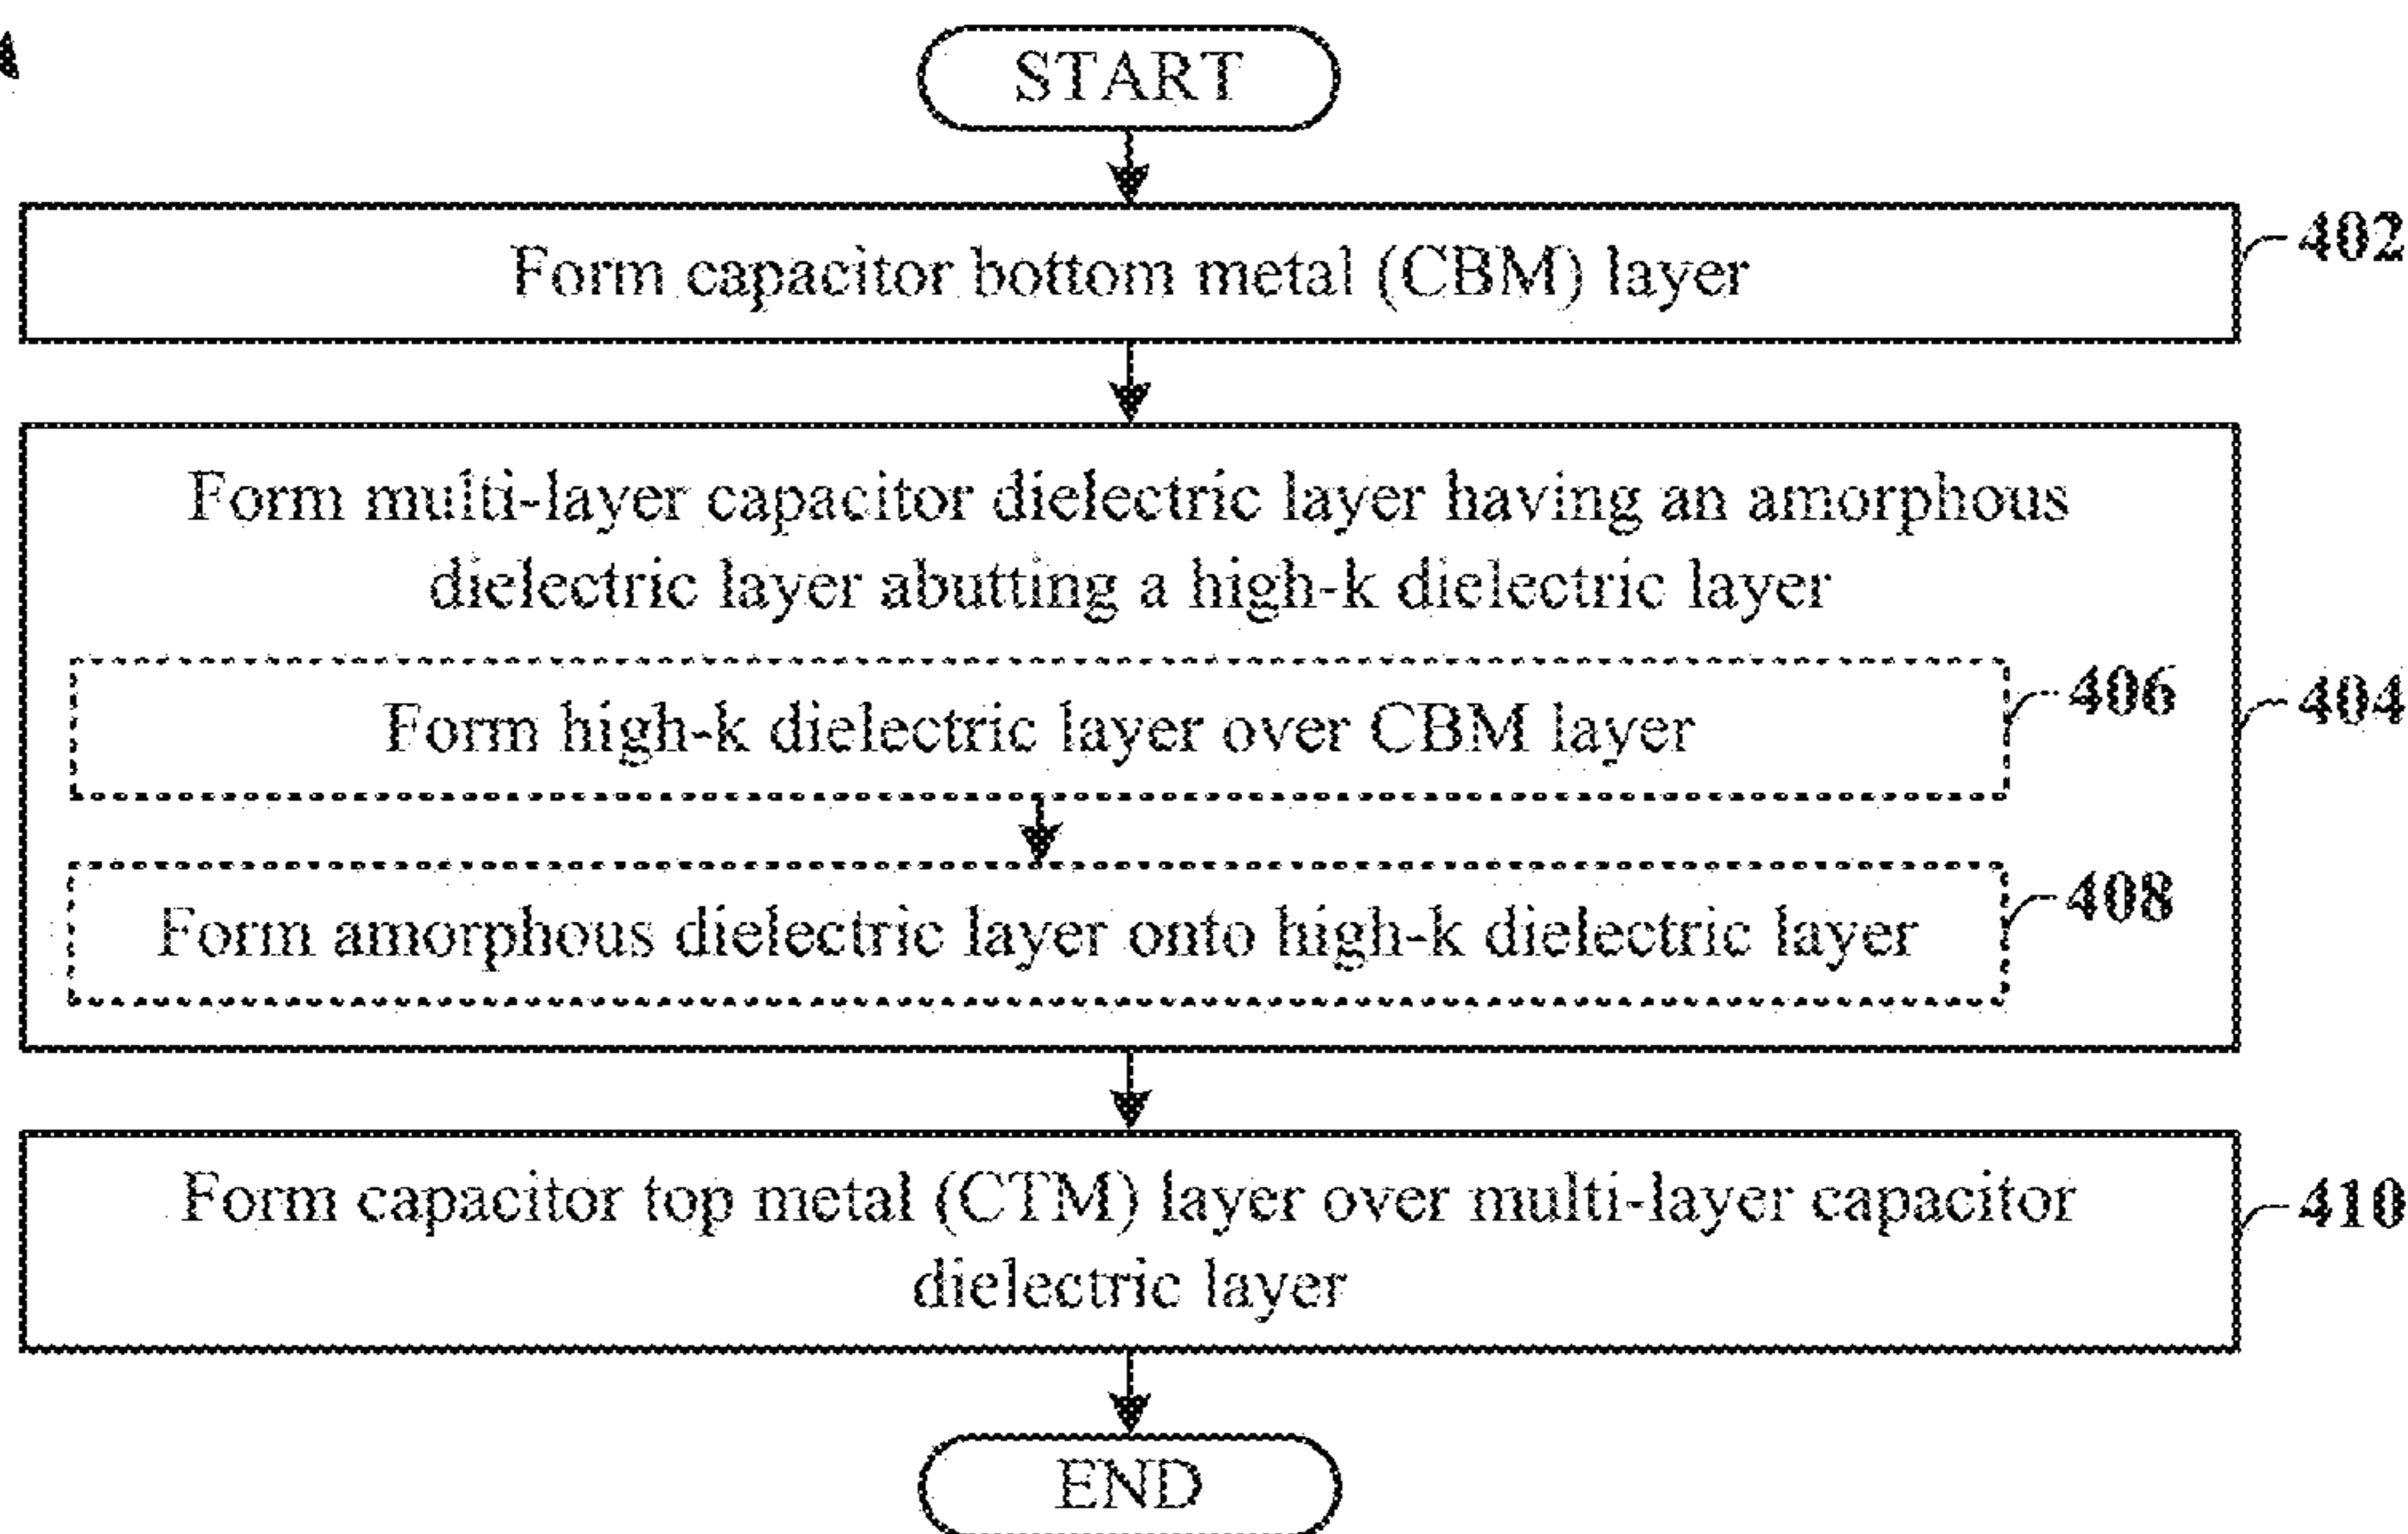 START
Form capacitor bottom metal (CBM) layer
402
Form multi-layer capacitor dielectric layer having an amorphous
dielectric layer abutting a high-k dielectric layer
404
Form high-k dielectric layer over CBM layer
406
Form amorphous dielectric layer onto high-k dielectric layer
408
Form capacitor top metal (CTM) layer over multi-layer capacitor
dielectric layer
410
END